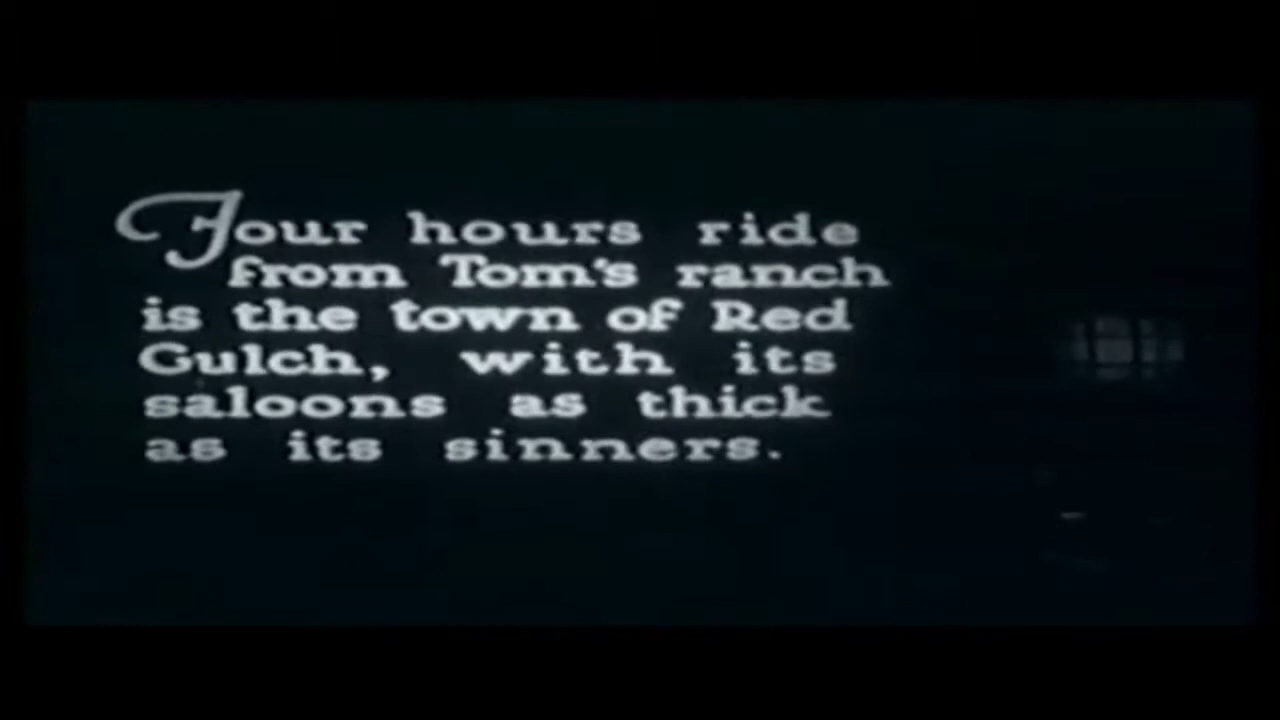 Four hours ride
from Tom's ranch
is the town of Red
Gulch, with its
saloons as thick
as its sinners.